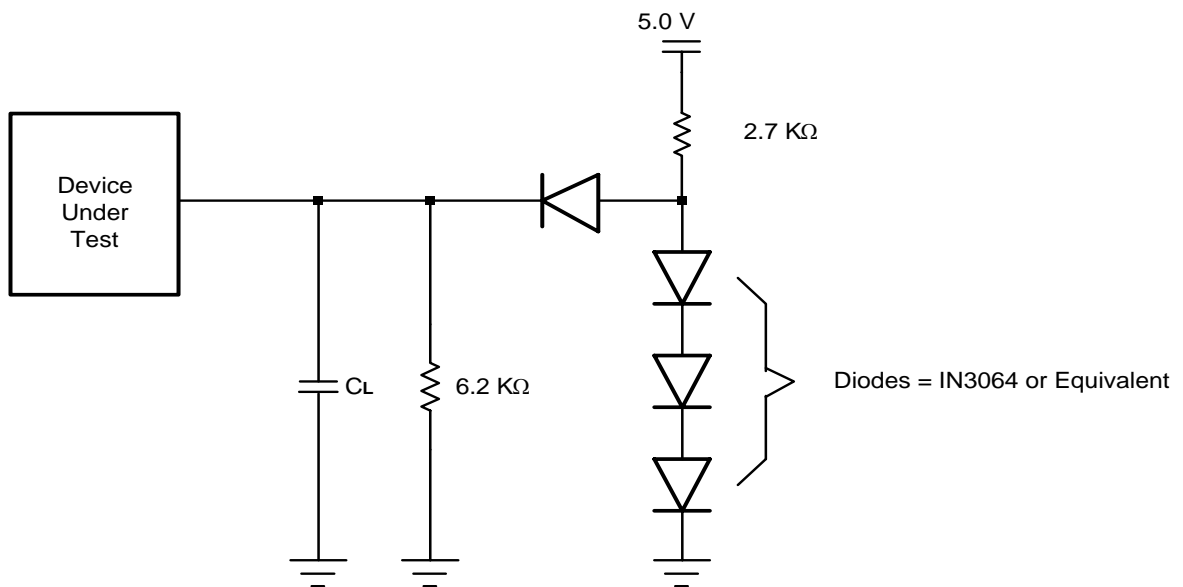 5.0 V
2.7 KΩ
Device
Under
Test
CL
6.2 KΩ
Diodes = IN3064 or Equivalent